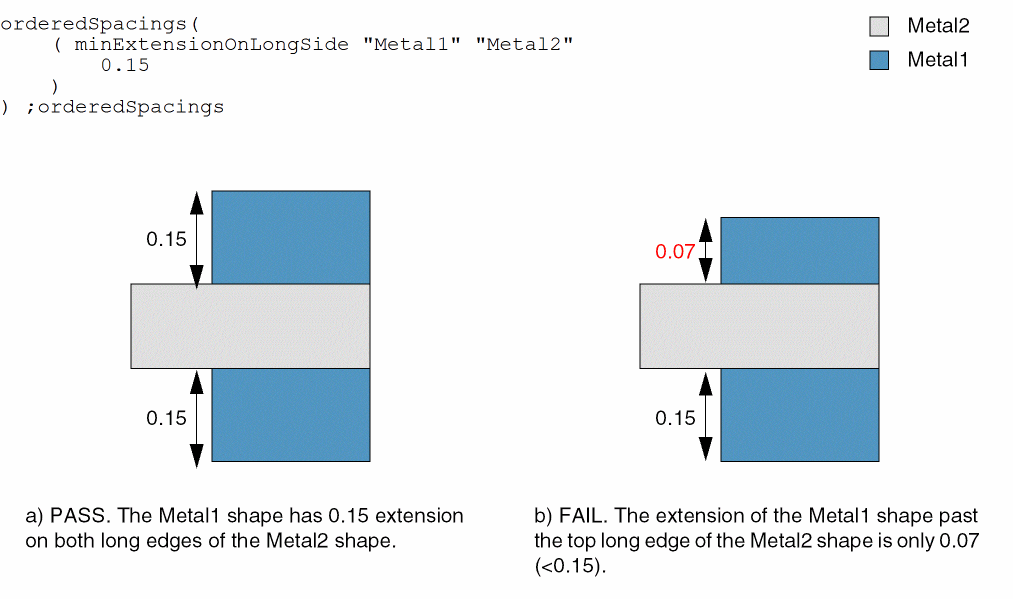 orderedSpacings(
    ( minExtensionOnLongSide "Metal1" "Metal2"
        0.15
    )
) ;orderedSpacings
Metal2
Metal1
0.15
0.15
a) PASS. The Metal1 shape has 0.15 extension
on both long edges of the Metal2 shape.
0.07
0.15
b) FAIL. The extension of the Metal1 shape past
the top long edge of the Metal2 shape is only 0.07
(<0.15).